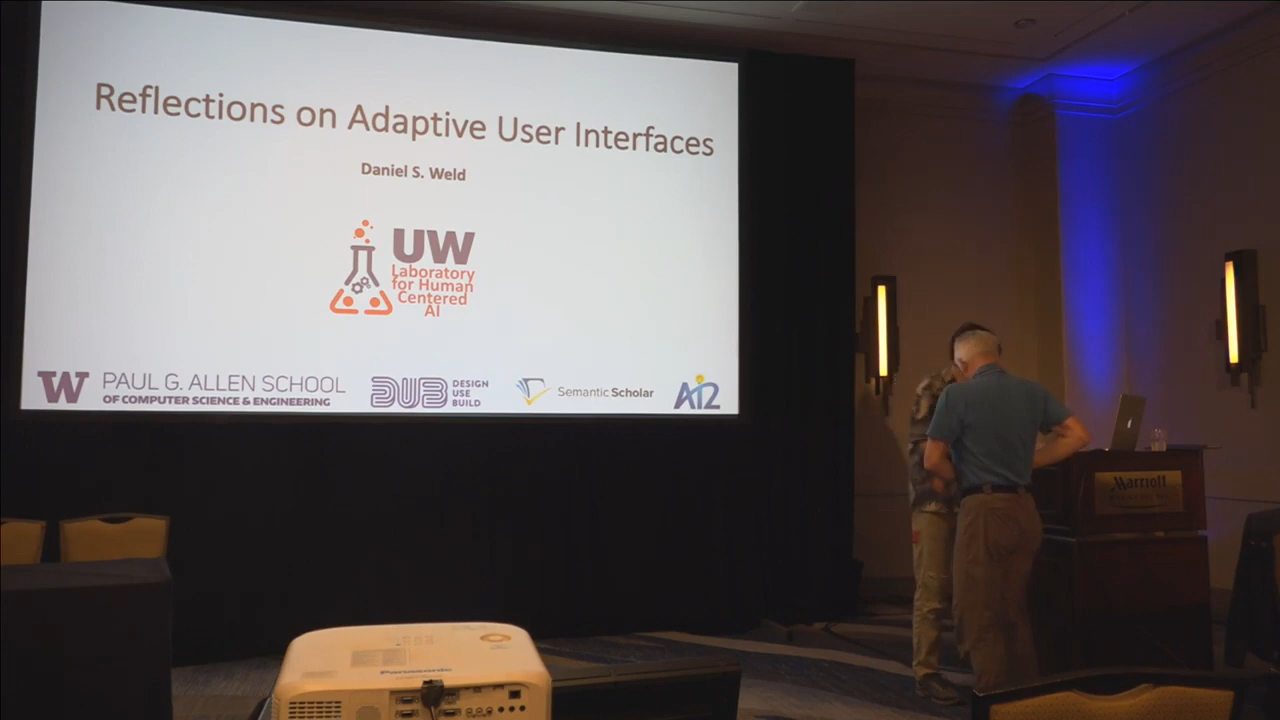 Reflections on Adaptive User Interfaces
Daniel S. Weld
UW
Laboratory
for Human
Centered
AI
W PAUL G. ALLEN SCHOOL
OF COMPUTER SCIENCE & ENGINEERING
DUB
DESIGN
USE
BUILD
Semantic Scholar
AI2
Marriott
Panasonic